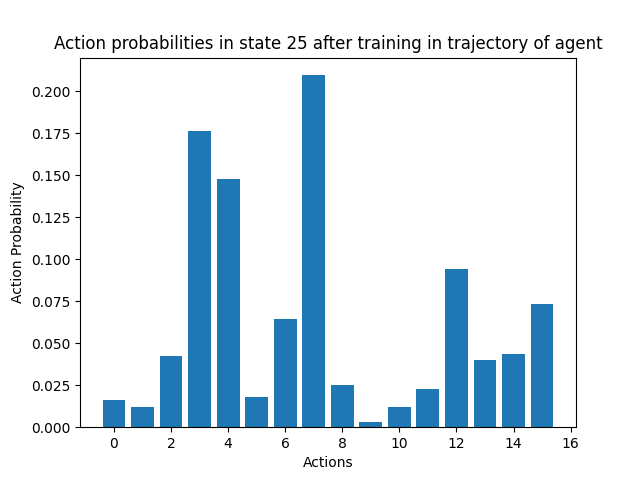 Action probabilities in state 25 after training in trajectory of agent
0.200
0.175
0.150
0.125
0.100
0.075
0.050
0.025
0.000
Action Probability
0 2 4 6 8 10 12 14 16
Actions